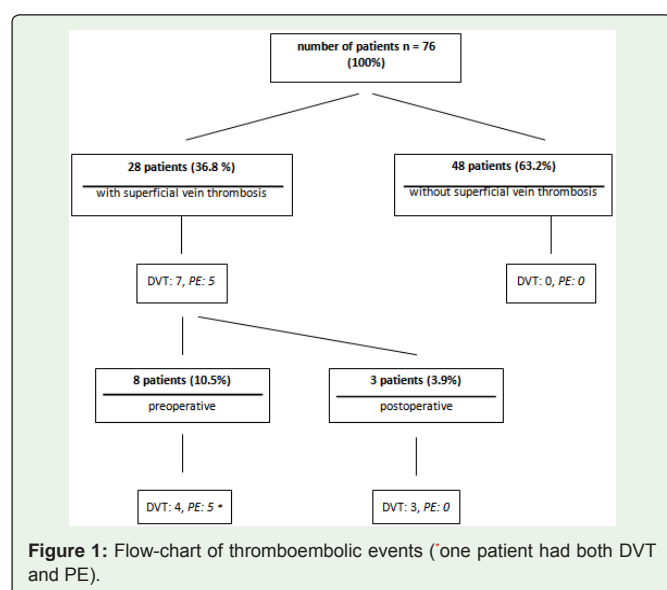 number of patients n = 76
(100%)
28 patients (36.8 %)
with superficial vein thrombosis
48 patients (63.2%)
without superficial vein thrombosis
DVT: 7, PE: 5
DVT: 0, PE: 0
8 patients (10.5%)
preoperative
3 patients (3.9%)
postoperative
DVT: 4, PE: 5 *
DVT: 3, PE: 0
Figure 1: Flow-chart of thromboembolic events (*one patient had both DVT
and PE).